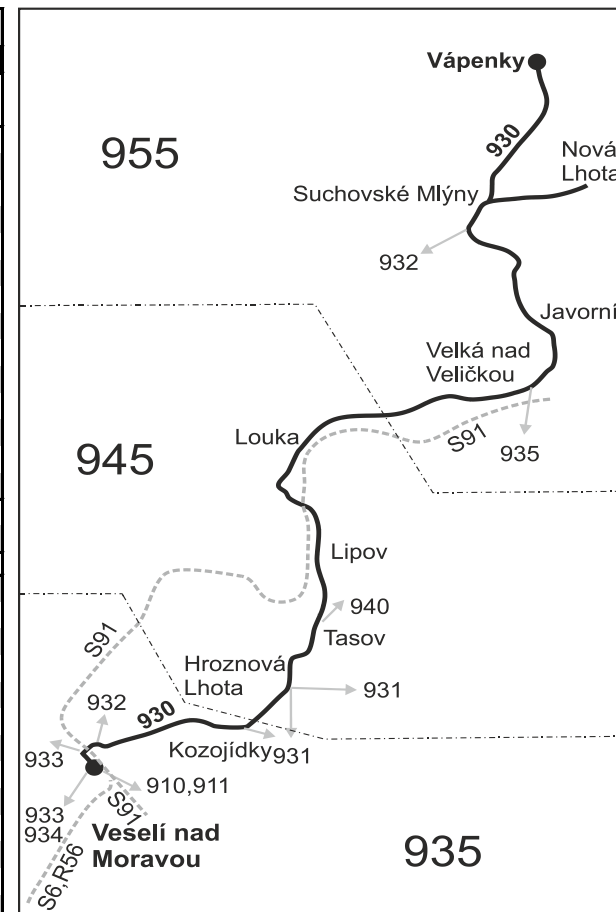 Vápenky
955
930
Nová
Lhota
Suchovské Mlýny
932
Javorní
Velká nad
Veličkou
Louka
S91
935
945
Lipov
940
Tasov
S91
Hroznová
Lhota
931
932
930
Kozojídky
931
933
910,911
933
934
S91
Veselí nad
Moravou
935
S6,R56